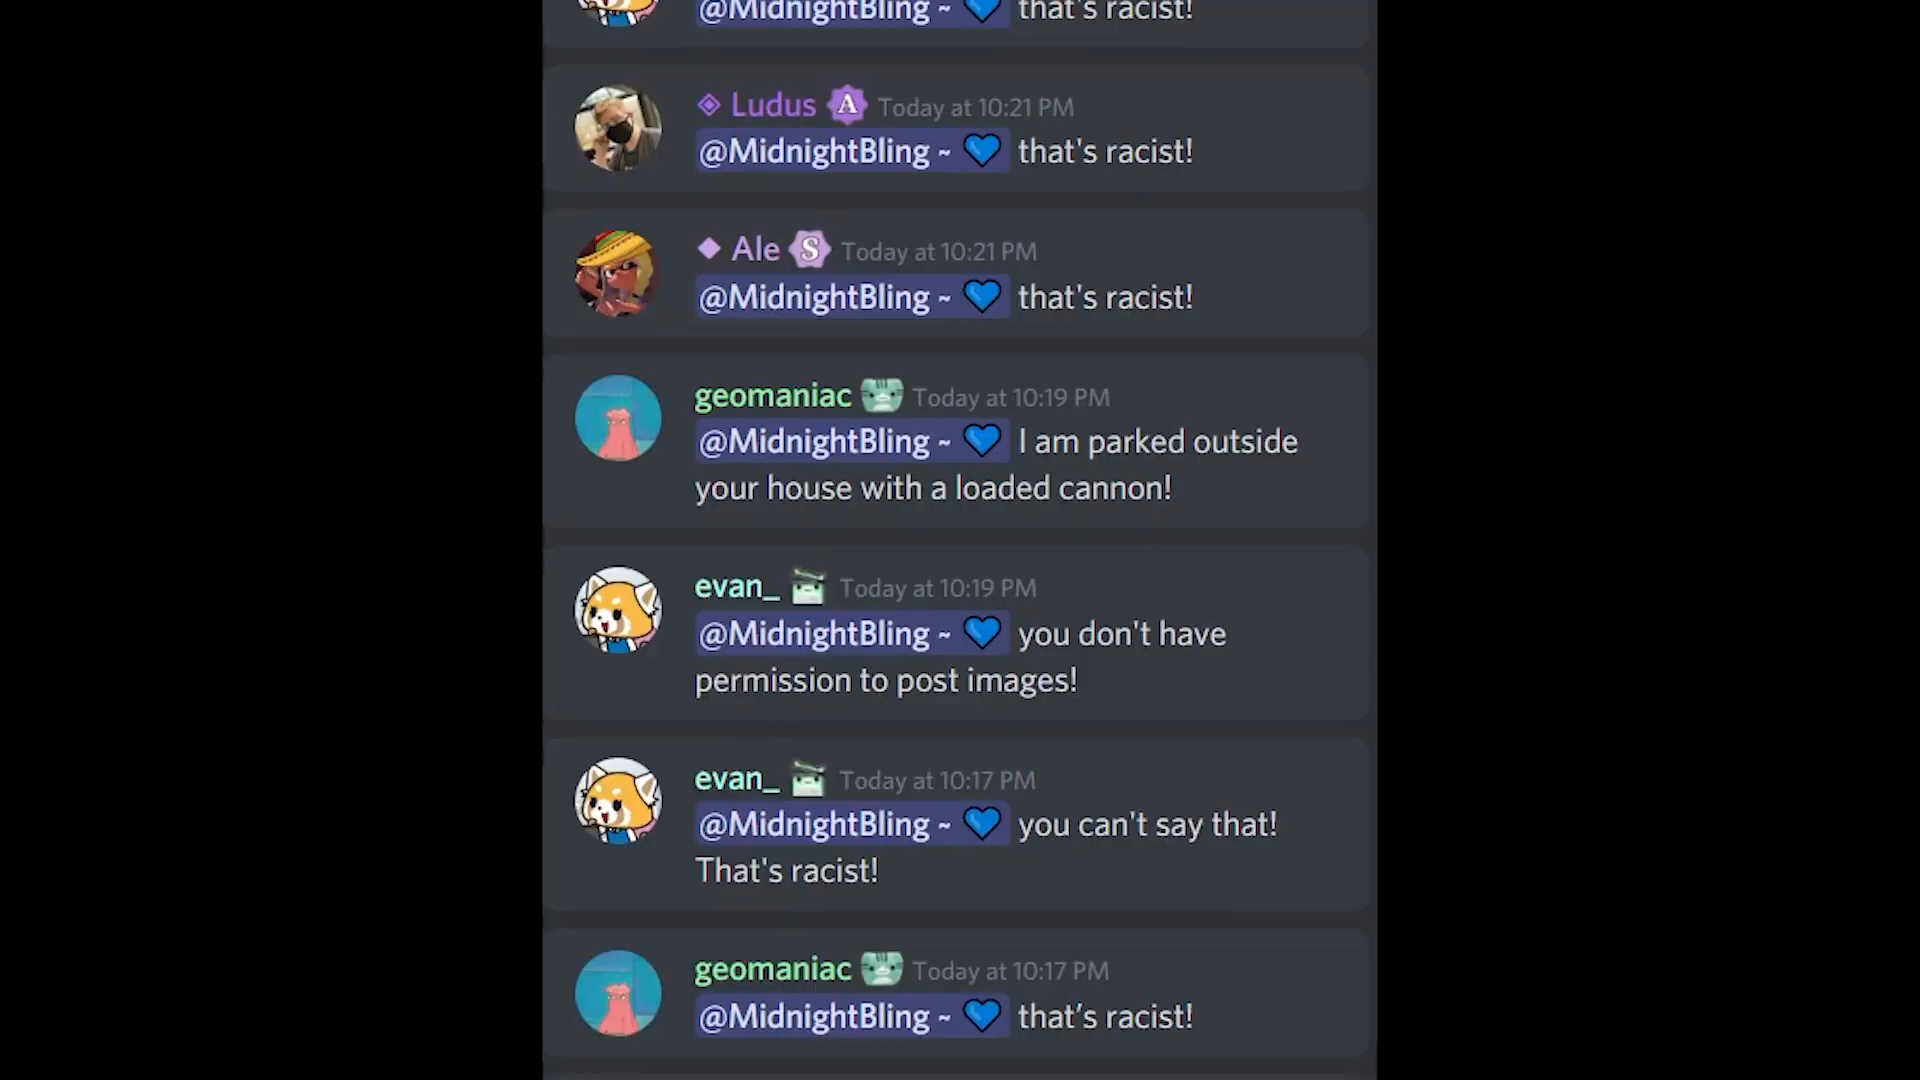 @MidnightBling ~ 💙 that's racist!
Ludus A Today at 10:21 PM
@MidnightBling ~ 💙 that's racist!
Ale S Today at 10:21 PM
@MidnightBling ~ 💙 that's racist!
geomaniac Today at 10:19 PM
@MidnightBling ~ 💙 I am parked outside
your house with a loaded cannon!
evan_ Today at 10:19 PM
@MidnightBling ~ 💙 you don't have
permission to post images!
evan_ Today at 10:17 PM
@MidnightBling ~ 💙 you can't say that!
That's racist!
geomaniac Today at 10:17 PM
@MidnightBling ~ 💙 that’s racist!